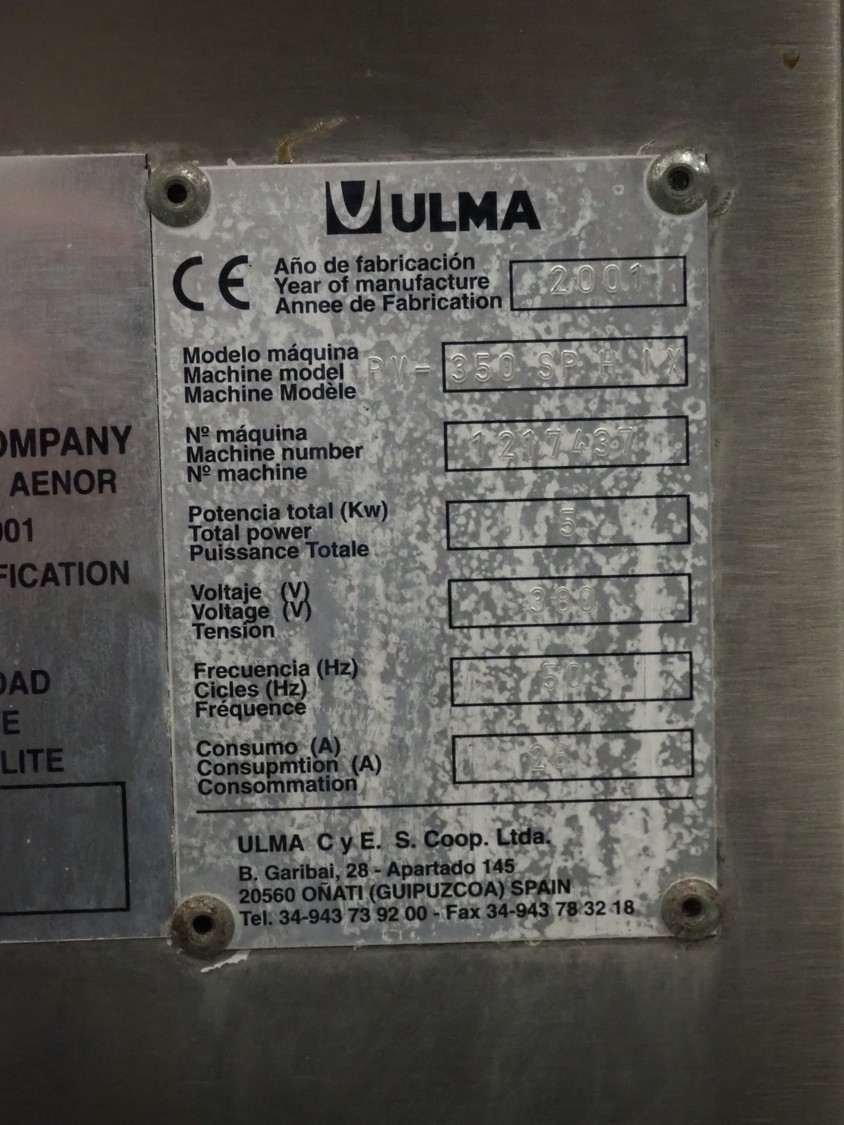 OMPANY
AENOR
001
FICATION
DAD
E
LITE
ULMA
CE
Año de fabricación
Year of manufacture 2001
Annee de Fabrication
Modelo máquina
Machine model PV-350 SP H
Machine Modèle
Nº máquina
Machine number 1217437
Nº machine
Potencia total (Kw)
Total power 5
Puissance Totale
Voltaje (V)
Voltage (V) 380
Tensión
Frecuencia (Hz)
Cicles (Hz) 50
Fréquence
Consumo (A)
Consupmtion (A)
Consommation
ULMA C y E. S. Coop. Ltda.
B. Garibai, 28 - Apartado 145
20560 OÑATI (GUIPUZCOA) SPAIN
Tel. 34-943 73 92 00 - Fax 34-943 78 32 18